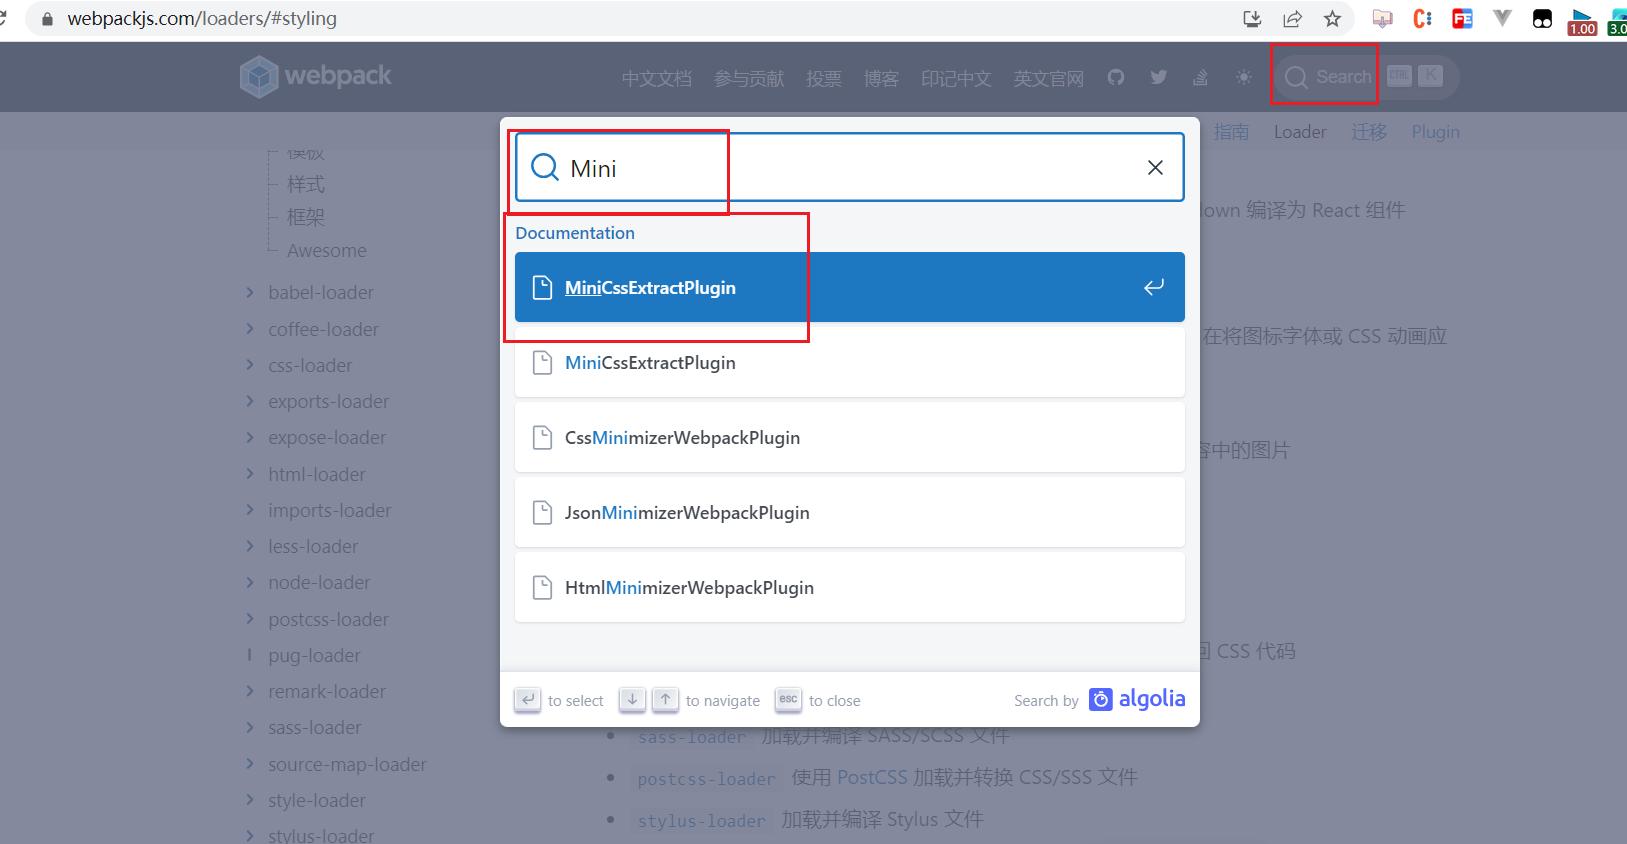 webpackjs.com/loaders/#styling
1.00
3.0
webpack
中文文档 参与贡献 投票 博客 印记中文 英文官网
Search CTRL K
指南 Loader 迁移 Plugin
模板
样式
框架
Awesome
babel-loader
coffee-loader
css-loader
exports-loader
expose-loader
html-loader
imports-loader
less-loader
node-loader
postcss-loader
pug-loader
remark-loader
sass-loader
source-map-loader
style-loader
stylus-loader
Mini
Documentation
MiniCssExtractPlugin
MiniCssExtractPlugin
CssMinimizerWebpackPlugin
JsonMinimizerWebpackPlugin
HtmlMinimizerWebpackPlugin
to select
to navigate
esc to close
Search by algolia
down 编译为 React 组件
在将图标字体或 CSS 动画应
容中的图片
回 CSS 代码
sass-loader 加载并编译 SASS/SCSS 文件
postcss-loader 使用 PostCSS 加载并转换 CSS/SSS 文件
stylus-loader 加载并编译 Stylus 文件